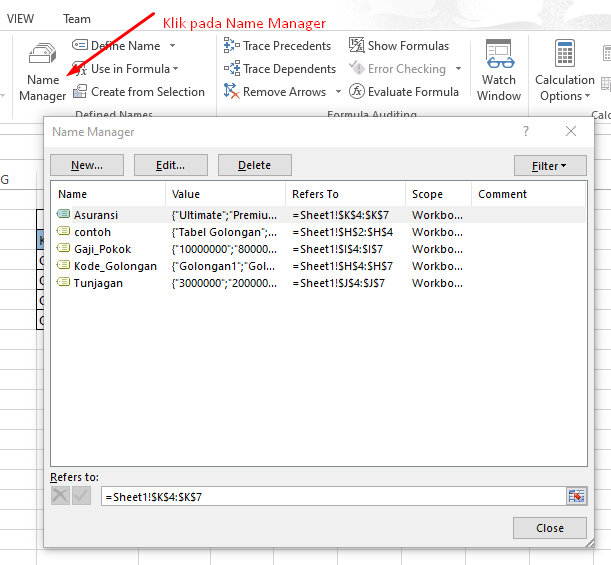 VIEW Team
Klik pada Name Manager
Name Manager
Define Name
Use in Formula
Create from Selection
Defined Names
Trace Precedents
Trace Dependents
Remove Arrows
Show Formulas
Error Checking
Evaluate Formula
Formula Auditing
Watch Window
Calculation Options
Calc
G
Name Manager ?
New... Edit... Delete Filter
Name Value Refers To Scope Comment
Asuransi {"Ultimate";"Premiu... =Sheet1!$K$4:$K$7 Workbo...
contoh {"Tabel Golongan";... =Sheet1!$H$2:$H$4 Workbo...
Gaji_Pokok {"10000000";"80000... =Sheet1!$I$4:$I$7 Workbo...
Kode_Golongan {"Golongan1";"Gol... =Sheet1!$H$4:$H$7 Workbo...
Tunjagan {"3000000";"200000... =Sheet1!$J$4:$J$7 Workbo...
Refers to:
=Sheet1!$K$4:$K$7
Close